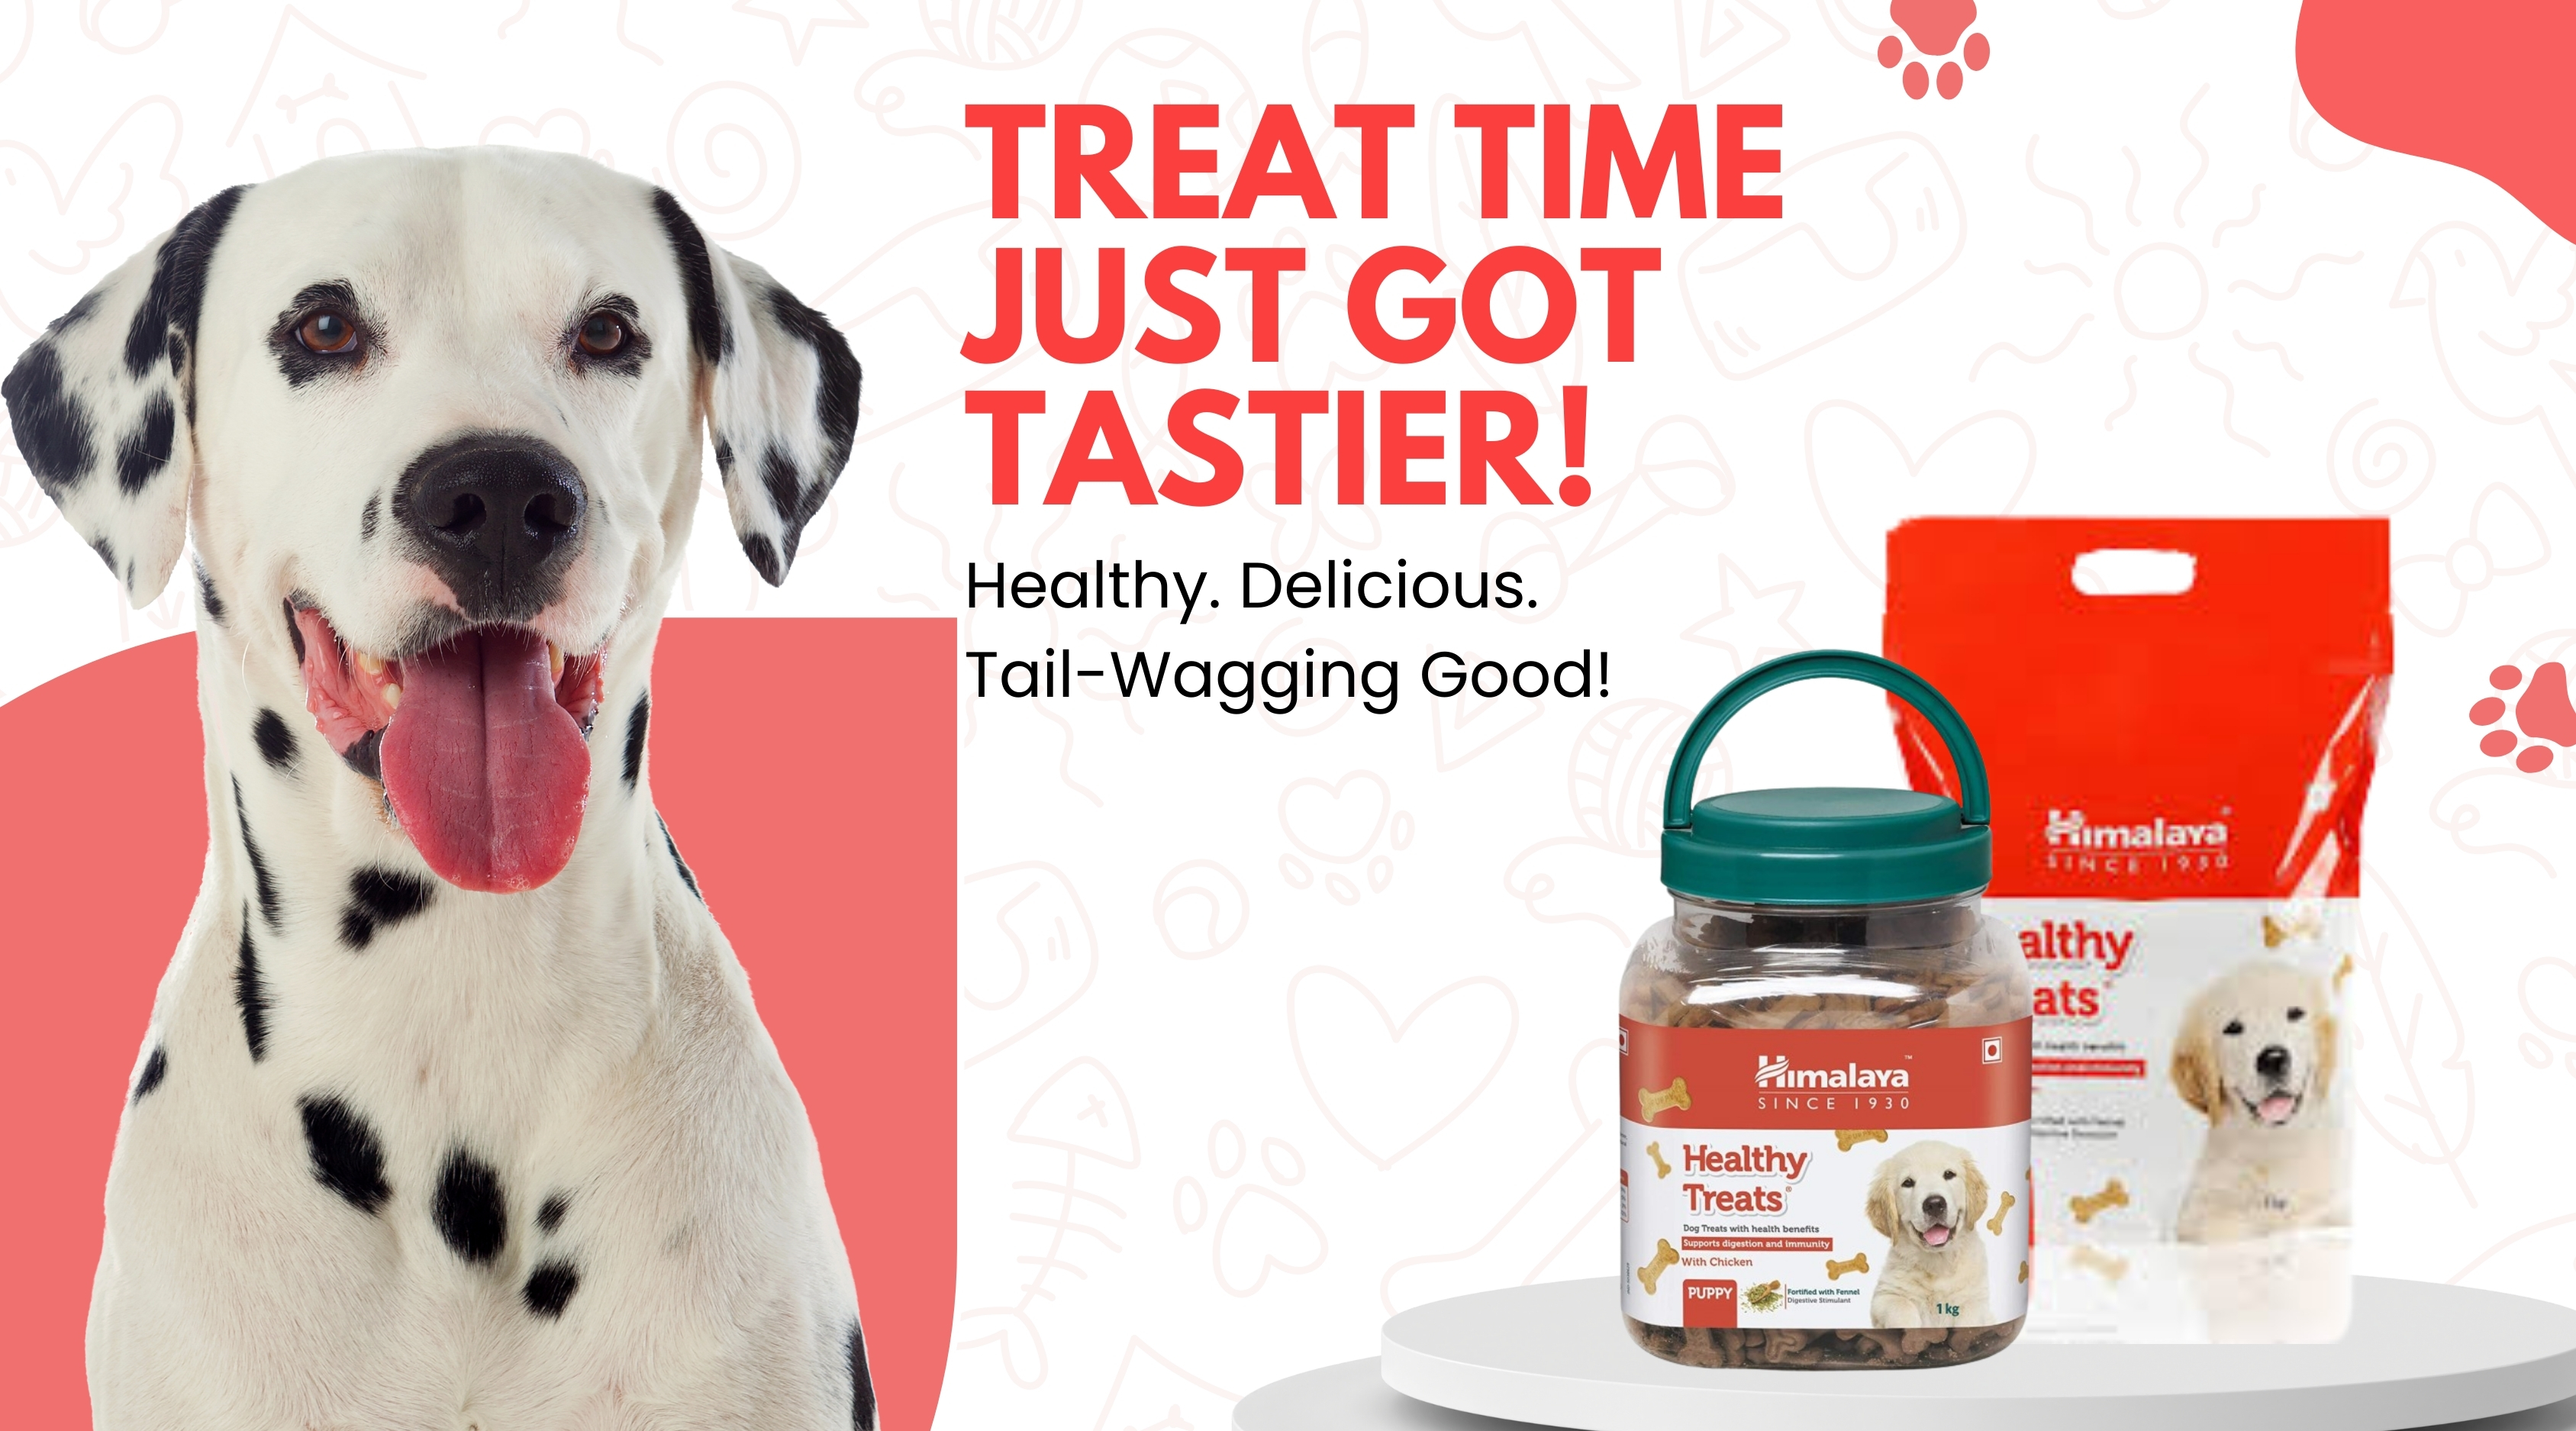 TREAT TIME
JUST GOT
TASTIER!
Healthy. Delicious.
Tail-Wagging Good!
Himalaya
SINCE 1930
althy
ats
Himalaya™
SINCE 1930
Healthy
Treats®
Dog Treats with health benefits
Supports digestion and immunity
With Chicken
PUPPY
Fortified with Fennel
Digestive Stimulant
1 kg